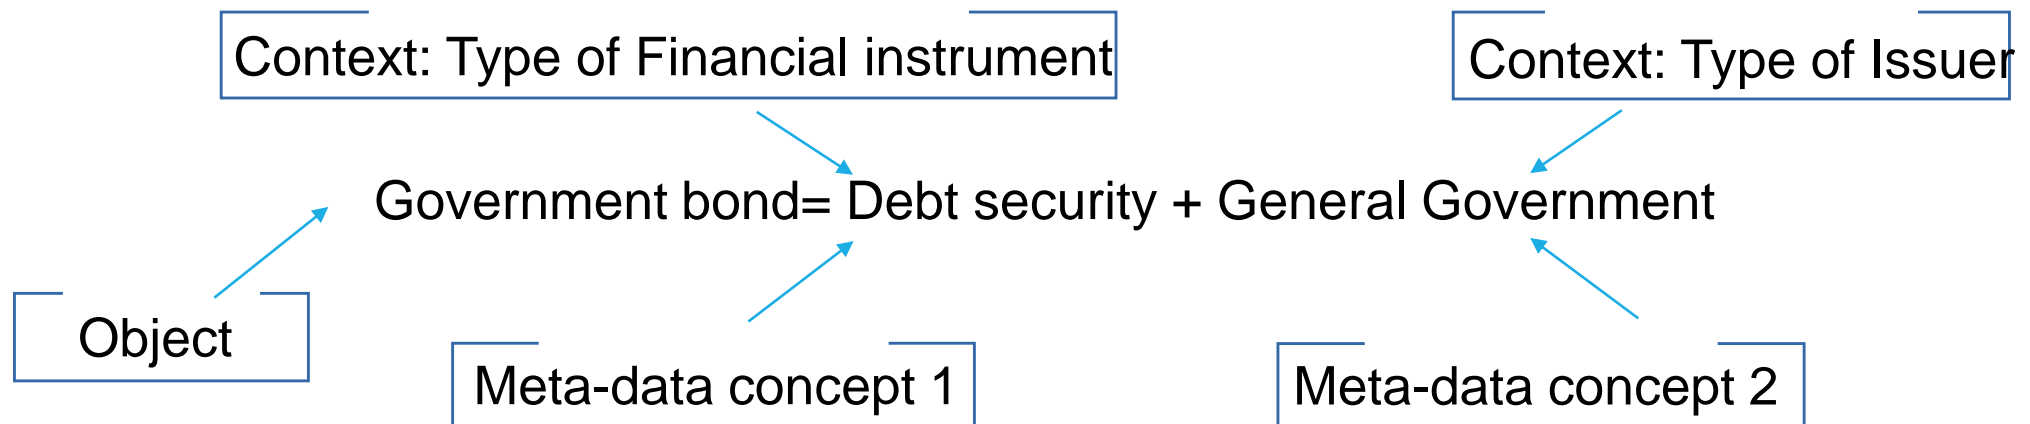 Context: Type of Financial instrument
Context: Type of Issuer
Government bond= Debt security + General Government
Object
Meta-data concept 1
Meta-data concept 2